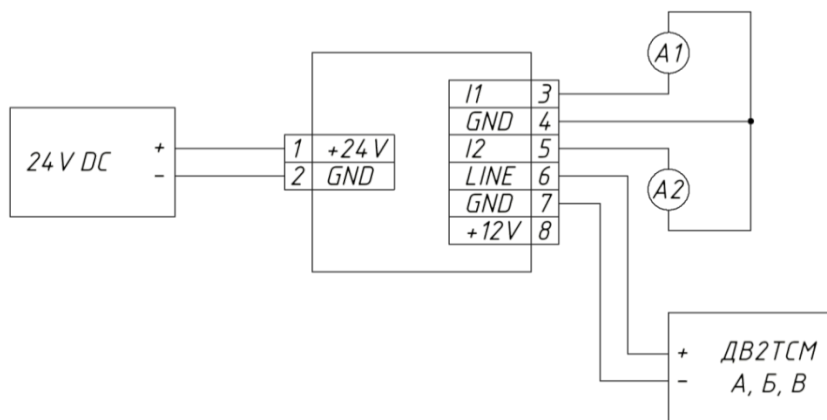 A1
I1 3
GND 4
24V DC + 1 +24V I2 5
- 2 GND LINE 6 A2
GND 7
+12V 8
+ ДВ2ТСМ
- А, Б, В